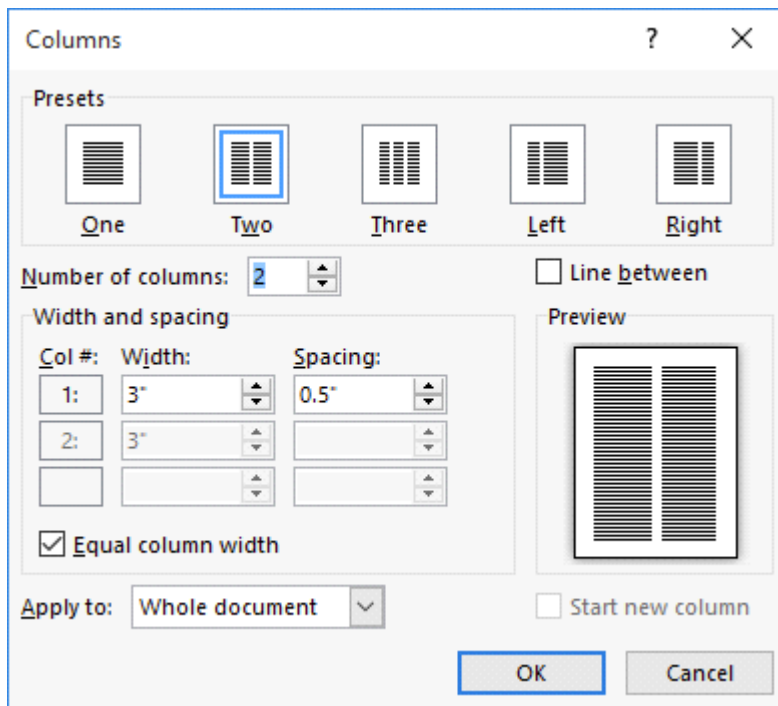 Columns ? X
Presets
One Two Three Left Right
Number of columns: 2 Line between
Width and spacing Preview
Col #: Width: Spacing:
1: 3" 0.5"
2: 3"
Equal column width
Apply to: Whole document Start new column
OK Cancel